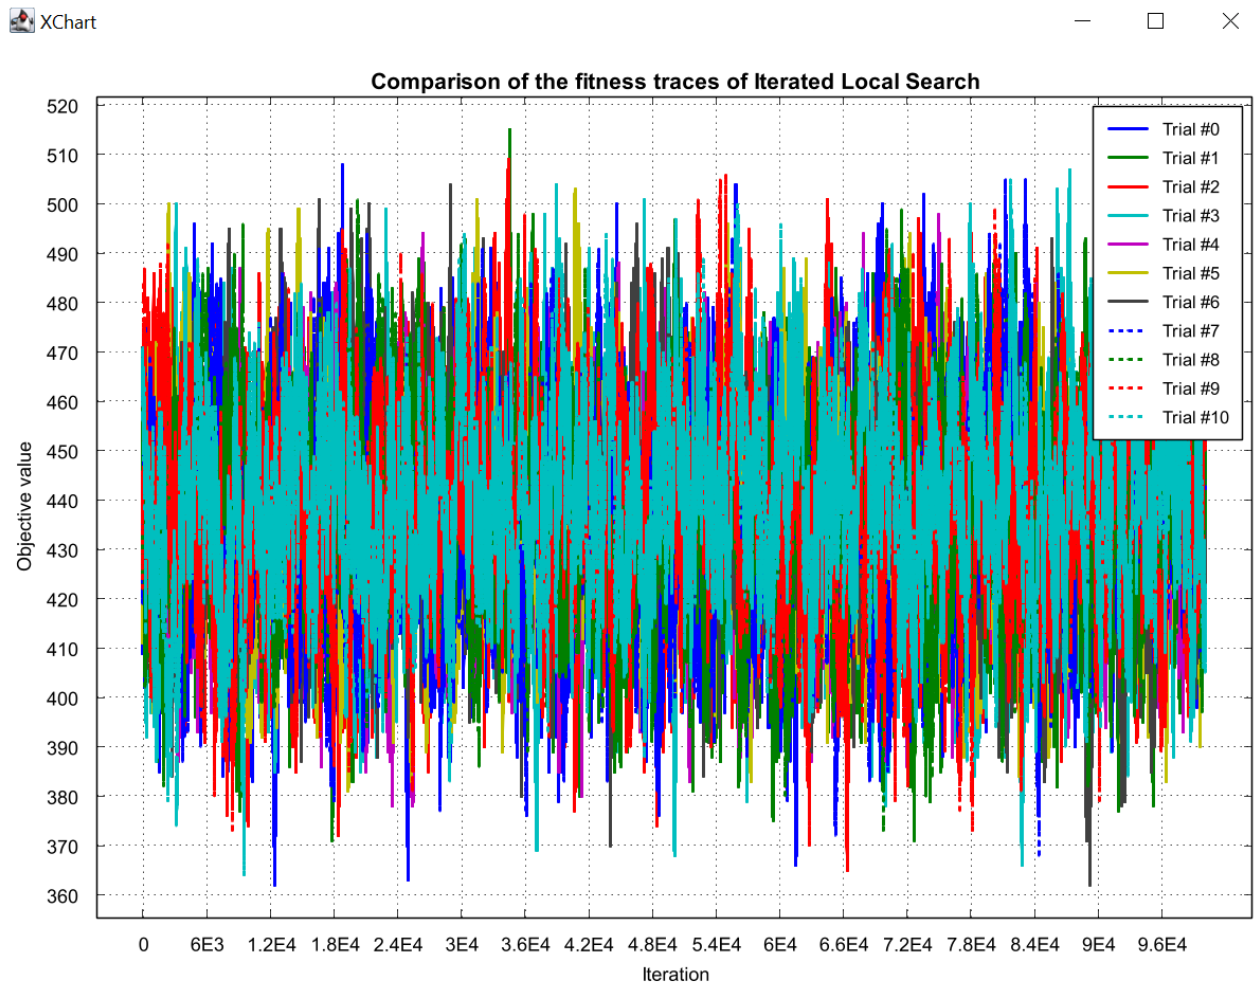 XChart
Comparison of the fitness traces of Iterated Local Search
520
510
500
490
480
470
460
450
440
430
420
410
400
390
380
370
360
Objective value
Trial #0
Trial #1
Trial #2
Trial #3
Trial #4
Trial #5
Trial #6
Trial #7
Trial #8
Trial #9
Trial #10
0 6E3 1.2E4 1.8E4 2.4E4 3E4 3.6E4 4.2E4 4.8E4 5.4E4 6E4 6.6E4 7.2E4 7.8E4 8.4E4 9E4 9.6E4
Iteration